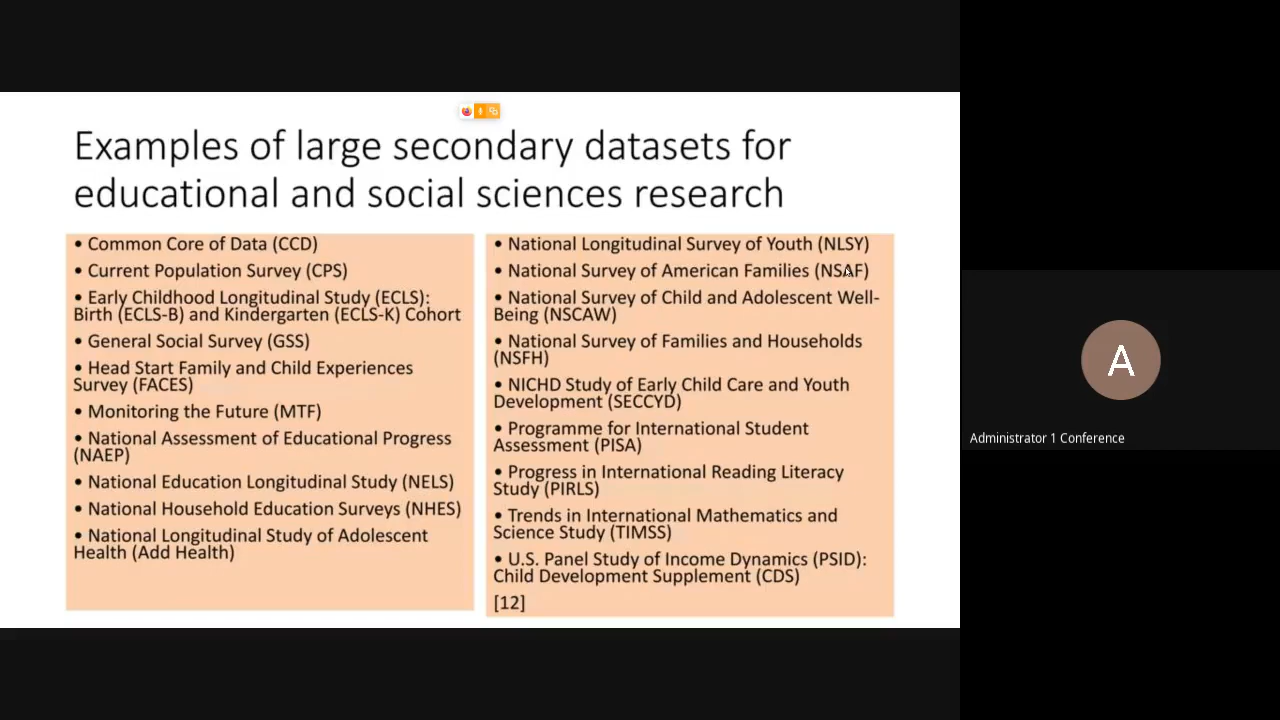 Examples of large secondary datasets for
educational and social sciences research
• Common Core of Data (CCD)
• Current Population Survey (CPS)
• Early Childhood Longitudinal Study (ECLS):
Birth (ECLS-B) and Kindergarten (ECLS-K) Cohort
• General Social Survey (GSS)
• Head Start Family and Child Experiences
Survey (FACES)
• Monitoring the Future (MTF)
• National Assessment of Educational Progress
(NAEP)
• National Education Longitudinal Study (NELS)
• National Household Education Surveys (NHES)
• National Longitudinal Study of Adolescent
Health (Add Health)
• National Longitudinal Survey of Youth (NLSY)
• National Survey of American Families (NSAF)
• National Survey of Child and Adolescent Well-
Being (NSCAW)
• National Survey of Families and Households
(NSFH)
• NICHD Study of Early Child Care and Youth
Development (SECCYD)
• Programme for International Student
Assessment (PISA)
• Progress in International Reading Literacy
Study (PIRLS)
• Trends in International Mathematics and
Science Study (TIMSS)
• U.S. Panel Study of Income Dynamics (PSID):
Child Development Supplement (CDS)
[12]
A
Administrator 1 Conference